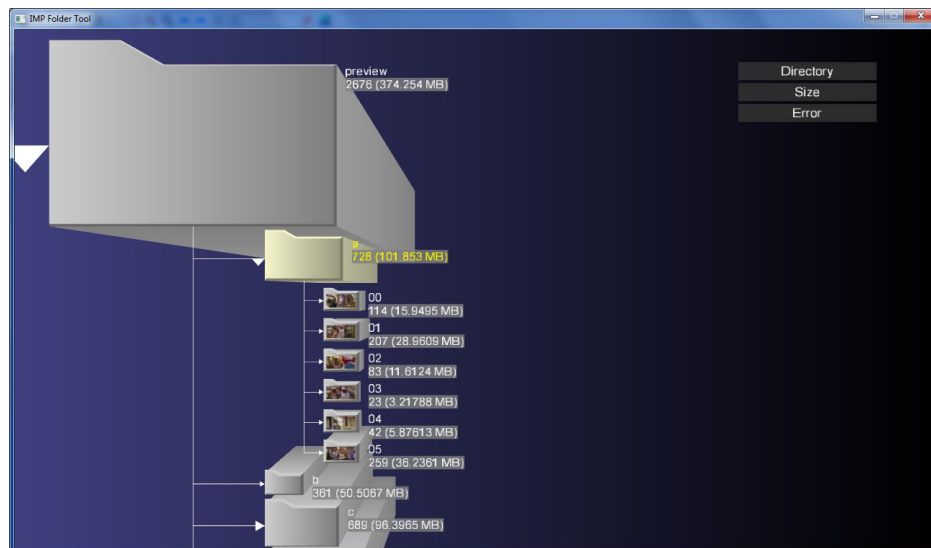 IMP Folder Tool
preview
2676 (374.254 MB)
Directory
Size
Error
a
728 (101.853 MB)
00
114 (15.9495 MB)
01
207 (28.9609 MB)
02
83 (11.6124 MB)
03
23 (3.21788 MB)
04
42 (5.87613 MB)
05
259 (36.2361 MB)
b
361 (50.5067 MB)
c
689 (96.3965 MB)